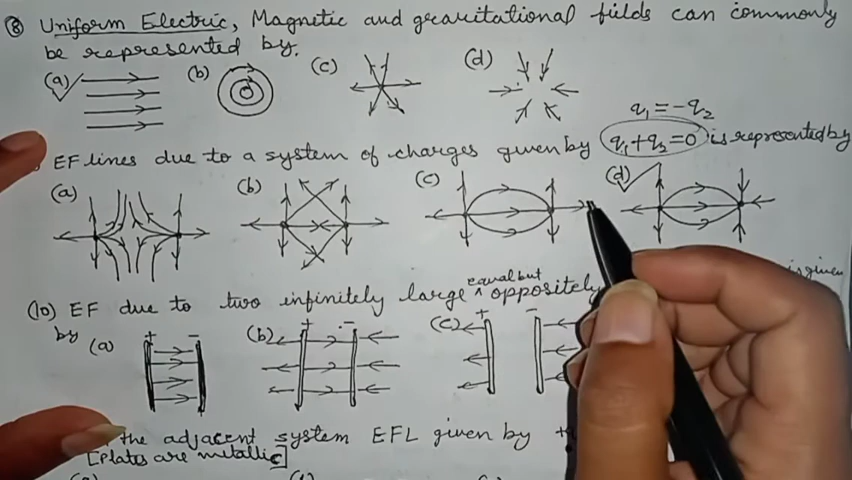 (8) Uniform Electric, Magnetic and gravitational fields can commonly
be represented by.
(a) (b) (c) (d)
q1 = -q2
EF lines due to a system of charges given by q1+q2=0 is represented by
(a) (b) (c) (d)
(10) EF due to two infinitely large equal but oppositely is given
by (a) + - (b) + - (c) + -
the adjacent system EFL given by
[Plates are metallic]